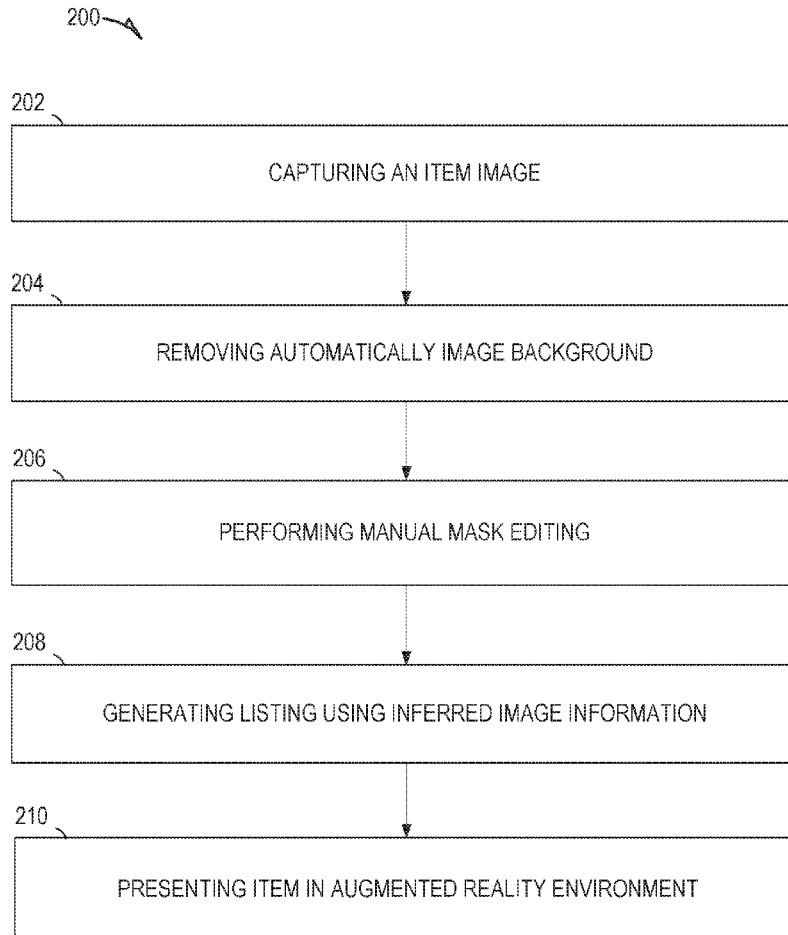 200
202
CAPTURING AN ITEM IMAGE
204
REMOVING AUTOMATICALLY IMAGE BACKGROUND
206
PERFORMING MANUAL MASK EDITING
208
GENERATING LISTING USING INFERRED IMAGE INFORMATION
210
PRESENTING ITEM IN AUGMENTED REALITY ENVIRONMENT